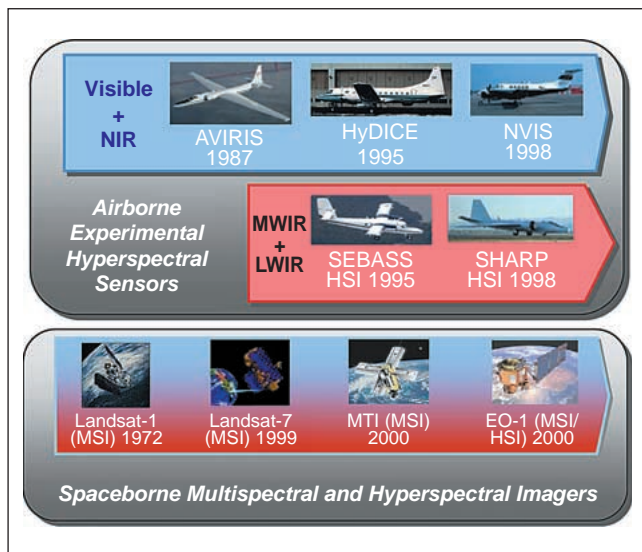 Visible
+
NIR
AVIRIS
1987
HyDICE
1995
NVIS
1998
Airborne
Experimental
Hyperspectral
Sensors
MWIR
+
LWIR
SEBASS
HSI 1995
SHARP
HSI 1998
Landsat-1
(MSI) 1972
Landsat-7
(MSI) 1999
MTI (MSI)
2000
EO-1 (MSI/
HSI) 2000
Spaceborne Multispectral and Hyperspectral Imagers